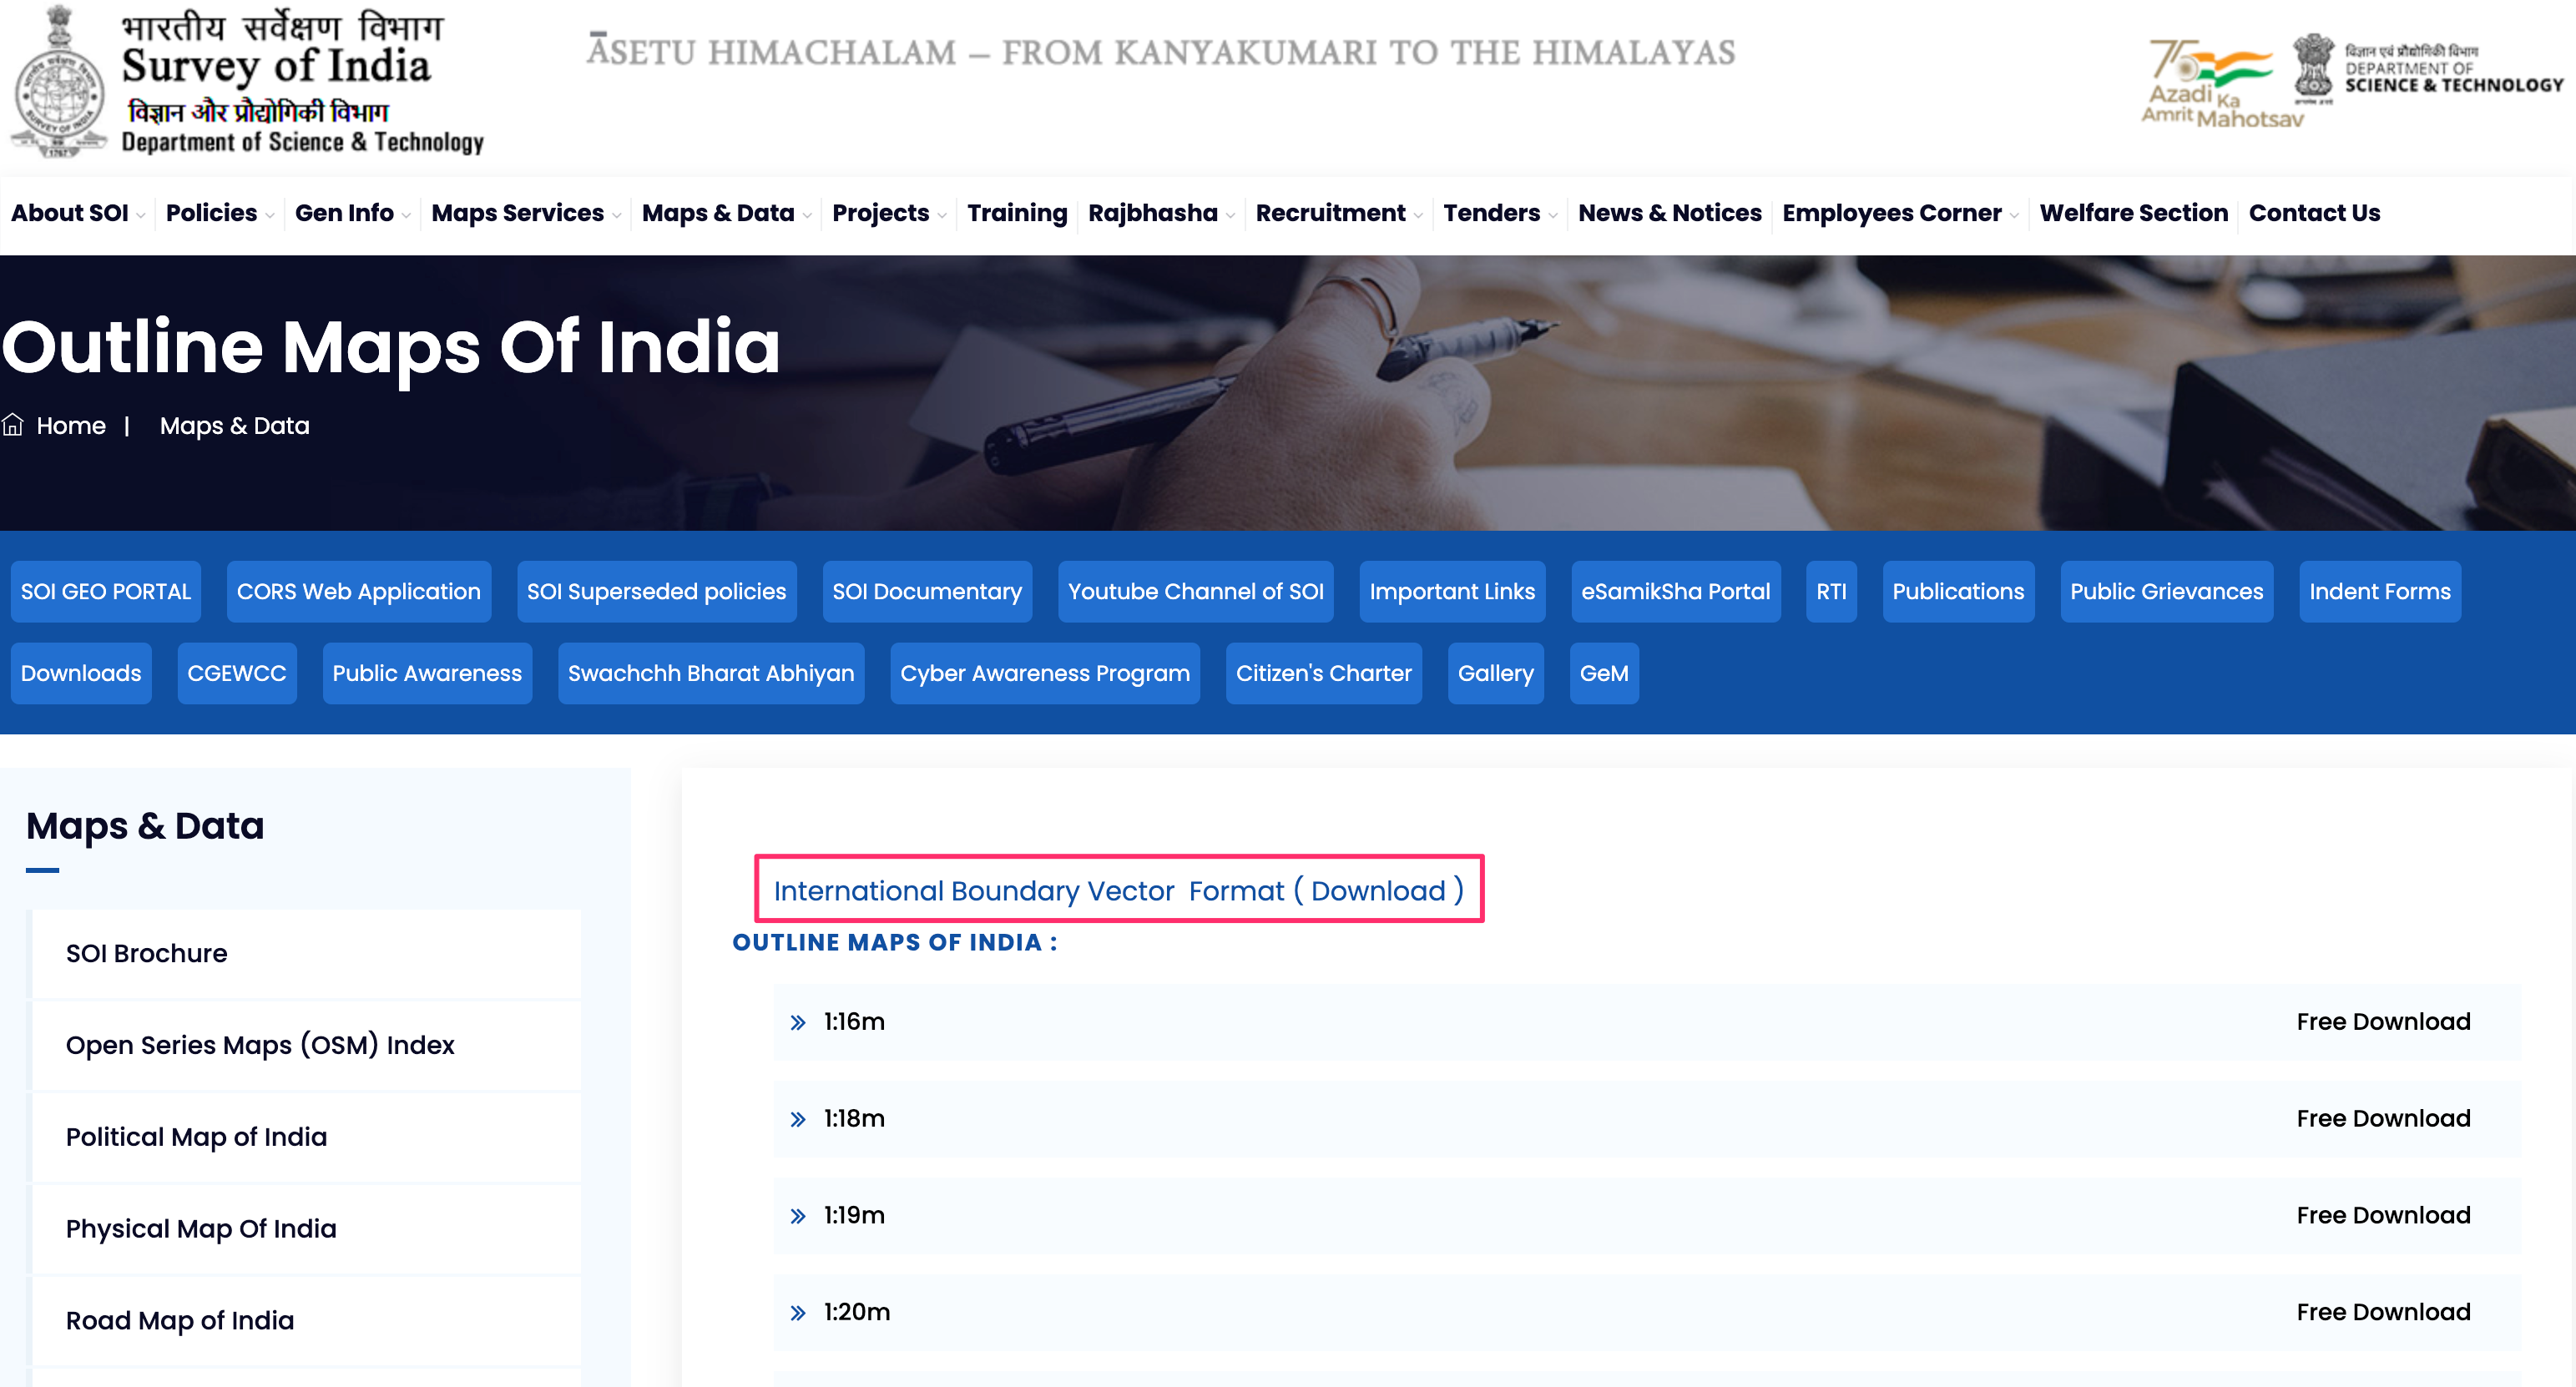 भारतीय सर्वेक्षण विभाग
Survey of India
विज्ञान और प्रौद्योगिकी विभाग
Department of Science & Technology
SURVEY OF INDIA
1767
ĀSETU HIMACHALAM – FROM KANYAKUMARI TO THE HIMALAYAS
75
Azadi Ka
Amrit Mahotsav
विज्ञान एवं प्रौद्योगिकी विभाग
DEPARTMENT OF
SCIENCE & TECHNOLOGY
About SOI Policies Gen Info Maps Services Maps & Data Projects Training Rajbhasha Recruitment Tenders News & Notices Employees Corner Welfare Section Contact Us
Outline Maps Of India
Home | Maps & Data
SOI GEO PORTAL CORS Web Application SOI Superseded policies SOI Documentary Youtube Channel of SOI Important Links eSamikSha Portal RTI Publications Public Grievances Indent Forms
Downloads CGEWCC Public Awareness Swachchh Bharat Abhiyan Cyber Awareness Program Citizen's Charter Gallery GeM
Maps & Data
SOI Brochure
Open Series Maps (OSM) Index
Political Map of India
Physical Map Of India
Road Map of India
International Boundary Vector Format ( Download )
OUTLINE MAPS OF INDIA :
» 1:16m Free Download
» 1:18m Free Download
» 1:19m Free Download
» 1:20m Free Download